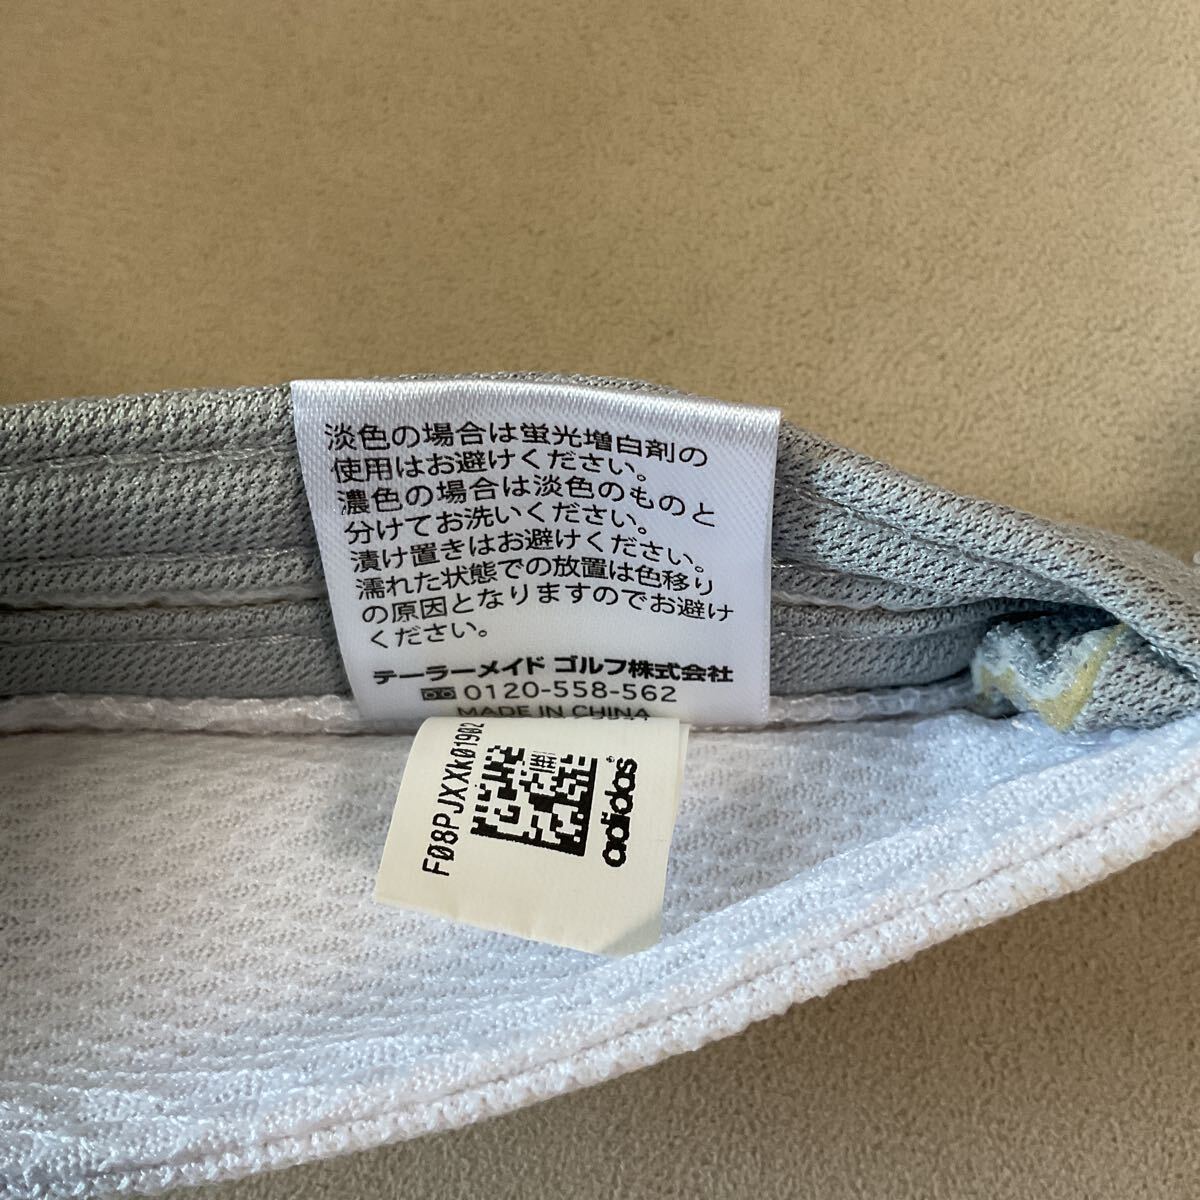 淡色の場合は蛍光増白剤の
使用はお避けください。
濃色の場合は淡色のものと
分けてお洗いください。
漬け置きはお避けください。
濡れた状態での放置は色移り
の原因となりますのでお避け
ください。
テーラーメイド ゴルフ株式会社
0120-558-562
MADE IN CHINA
F08PJXXk01902
adidas®